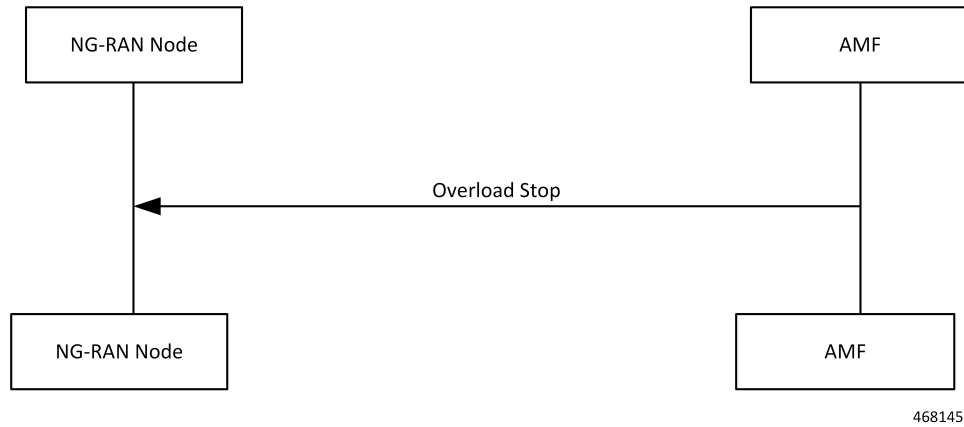 NG-RAN Node
AMF
Overload Stop
NG-RAN Node
AMF
468145